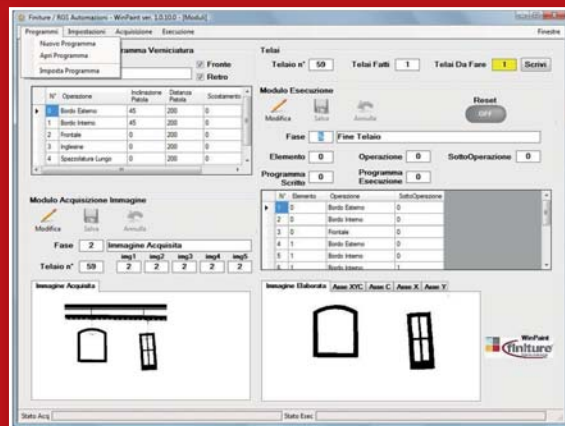 Finiture / RGI Automazioni - WinPaint ver. 1.0.10.0 - [Moduli]
Programmi Impostazioni Acquisizione Esecuzione Finestre
Nuovo Programma
Apri Programma
Imposta Programma
ramma Verniciatura
Fronte
Retro
N° Operazione Inclinazione Pistola Distanza Pistola Scostamento
0 Bordo Esterno 45 200 0
1 Bordo Interno 45 200 0
2 Frontale 0 200 0
3 Inglesine 0 200 0
4 Spezzolatura Lungo 0 200 0
Telai
Telaio n° 59 Telai Fatti 1 Telai Da Fare 1 Scrivi
Modulo Esecuzione
Modifica Salva Annulla
Reset
OFF
Fase Fine Telaio
Elemento 0 Operazione 0 SottoOperazione 0
Programma Scritto 0 Programma Esecuzione 0
N° Elemento Operazione SottoOperazione
1 0 Bordo Esterno 0
2 0 Bordo Interno 0
3 0 Frontale 0
4 1 Bordo Esterno 0
5 1 Bordo Interno 0
6 1 Bordo Interno 1
Modulo Acquisizione Immagine
Modifica Salva Annulla
Fase 2 Immagine Acquisita
img1 img2 img3 img4 img5
Telaio n° 59 2 2 2 2 2
Immagine Acquisita
Immagine Elaborata Asse XYC Asse C Asse X Asse Y
WinPaint
finiture
Stato Acq
Stato Esec